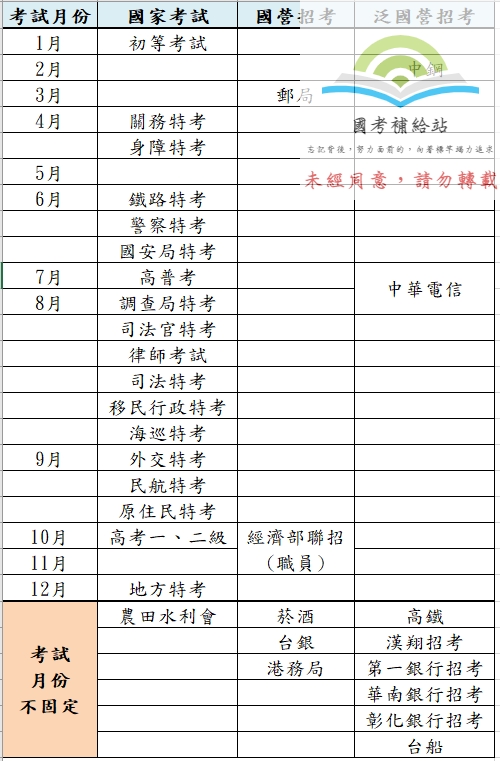 考試月份 國家考試 國營招考 泛國營招考
1月 初等考試
2月 中鋼
3月 郵局
國考補給站
4月 關務特考
身障特考
忘記背後，努力面前的，向著標竿竭力追求
5月
未經同意，請勿轉載
6月 鐵路特考
警察特考
國安局特考
7月 高普考
中華電信
8月 調查局特考
司法官特考
律師考試
司法特考
移民行政特考
海巡特考
9月 外交特考
民航特考
原住民特考
10月 高考一、二級 經濟部聯招
11月 (職員)
12月 地方特考
農田水利會 菸酒 高鐵
台銀 漢翔招考
考試
月份
不固定
港務局 第一銀行招考
華南銀行招考
彰化銀行招考
台船